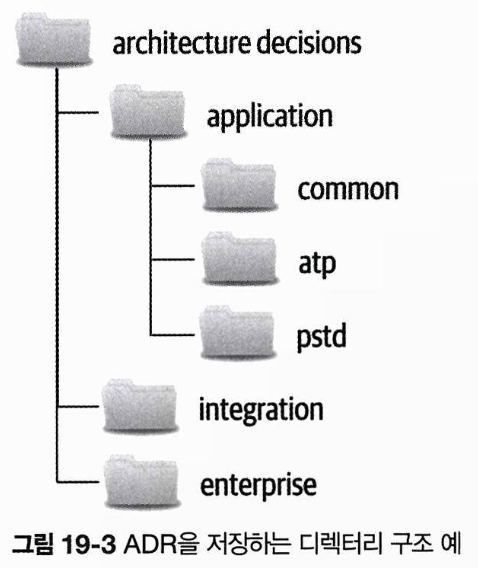 architecture decisions
application
common
atp
pstd
integration
enterprise
그림 19-3 ADR을 저장하는 디렉터리 구조 예